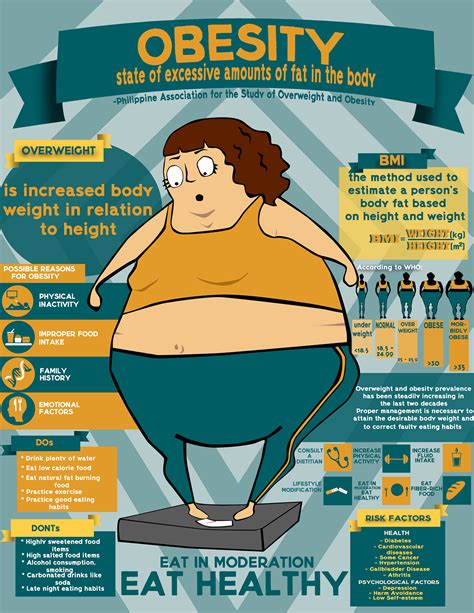 OBESITY
state of excessive amounts of fat in the body
-Philippine Association for the Study of Overweight and Obesity
OVERWEIGHT
is increased body
weight in relation
to height
BMI
the method used to
estimate a person's
body fat based
on height and weight
BMI = WEIGHT (kg)
HEIGHT (m²)
POSSIBLE REASONS
FOR OBESITY
PHYSICAL
INACTIVITY
IMPROPER FOOD
INTAKE
FAMILY
HISTORY
EMOTIONAL
FACTORS
According to WHO:
under
weight
<18.5
NORMAL
18.5 -
24.99
OVER
WEIGHT
25 - 29.9
OBESE
>30
MOR-
BIDLY
OBESE
>35
Overweight and obesity prevalence
has been steadily increasing in
the last two decades
Proper management is necessary to
attain the desirable body weight and
to correct faulty eating habits
DOs
* Drink plenty of water
* Eat low calorie food
* Eat natural fat burning
food
* Practice exercise
* Practice good eating
habits
DONTs
* Highly sweetened food
items
* High salted food items
* Alcohol consumption,
smoking
* Carbonated drinks like
soda
* Late night eating habits
CONSULT
A
DIETITIAN
INCREASE
PHYSICAL
ACTIVITY
INCREASE
FLUID
INTAKE
LIFESTYLE
MODIFICATION
EAT-IN
MODERATION
EAT
HEALTHY
EAT
FIBER-RICH
FOOD
RISK FACTORS
HEALTH
- Diabetes
- Cardiovascular
diseases
- Some Cancer
- Hypertension
- Gallbladder Disease
- Arthritis
PSYCHOLOGICAL FACTORS
- Depression
- Harm Avoidance
- Low Self-esteem
EAT IN MODERATION
EAT HEALTHY